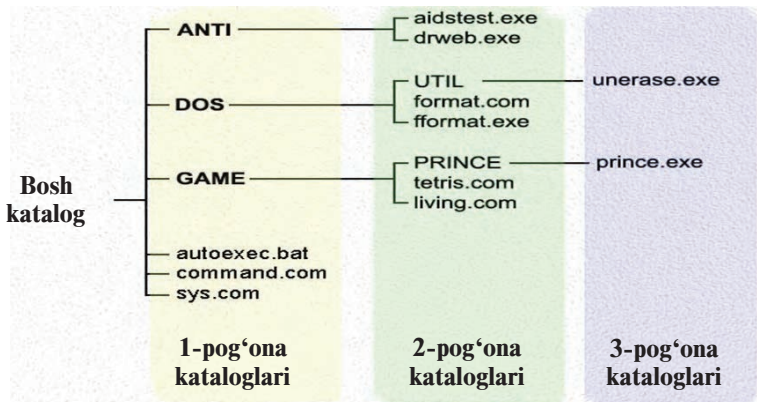 Bosh
katalog
ANTI
DOS
GAME
autoexec.bat
command.com
sys.com
1-pog‘ona
kataloglari
aidstest.exe
drweb.exe
UTIL
format.com
fformat.exe
PRINCE
tetris.com
living.com
2-pog‘ona
kataloglari
unerase.exe
prince.exe
3-pog‘ona
kataloglari